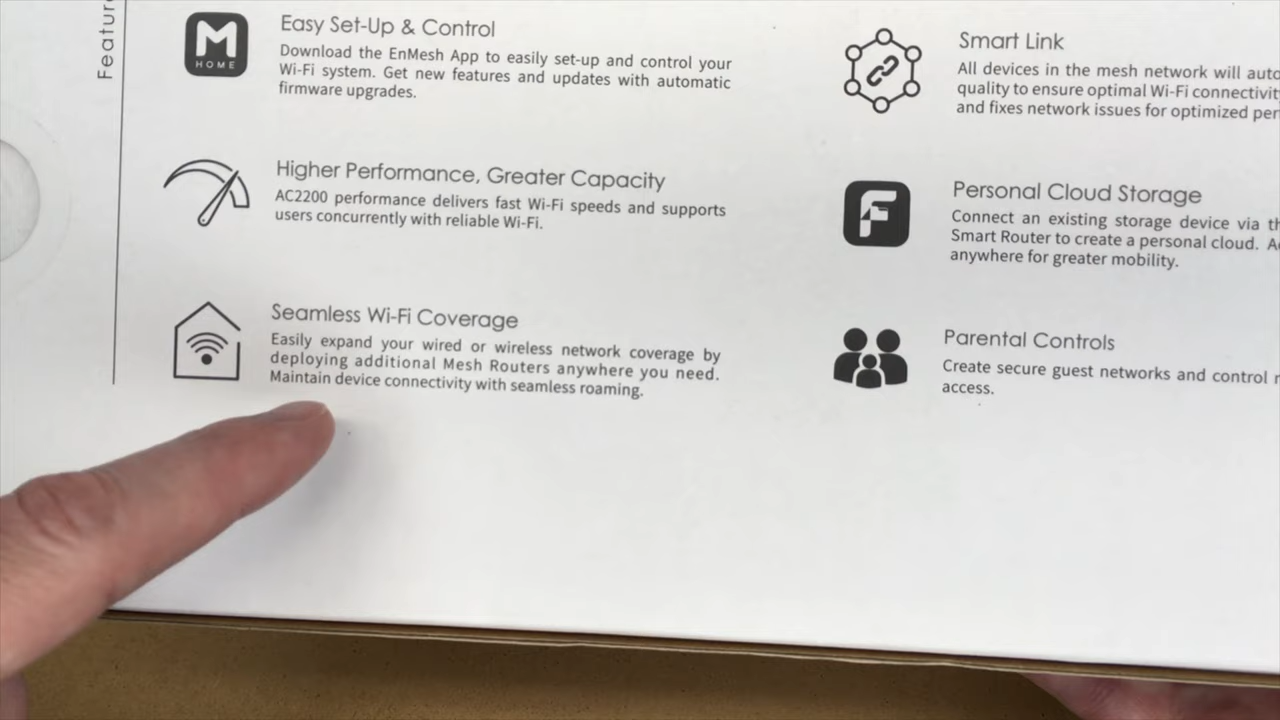 Featur
M
HOME
Easy Set-Up & Control
Download the EnMesh App to easily set-up and control your
Wi-Fi system. Get new features and updates with automatic
firmware upgrades.
Higher Performance, Greater Capacity
AC2200 performance delivers fast Wi-Fi speeds and supports
users concurrently with reliable Wi-Fi.
Seamless Wi-Fi Coverage
Easily expand your wired or wireless network coverage by
deploying additional Mesh Routers anywhere you need.
Maintain device connectivity with seamless roaming.
Smart Link
All devices in the mesh network will auto
quality to ensure optimal Wi-Fi connectivit
and fixes network issues for optimized per
F
Personal Cloud Storage
Connect an existing storage device via th
Smart Router to create a personal cloud. Ac
anywhere for greater mobility.
Parental Controls
Create secure guest networks and control
access.